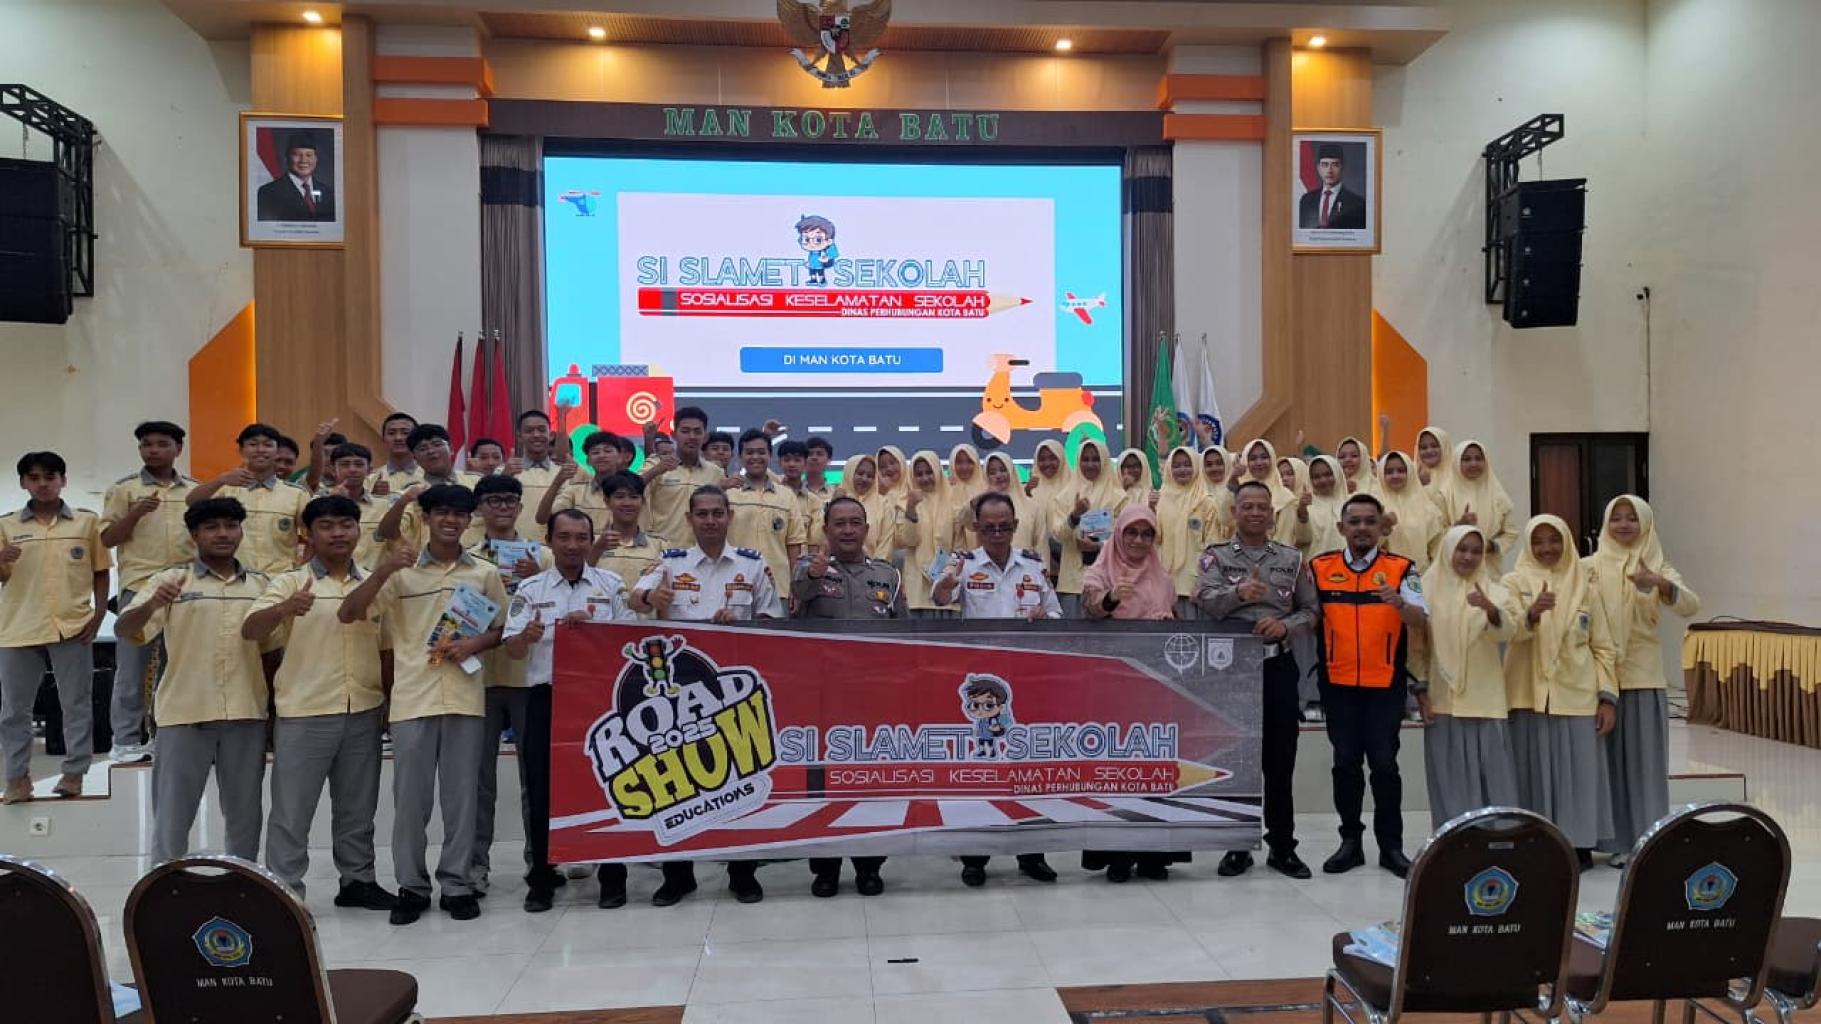 MAN KOTA BATU
SI SLAMET SEKOLAH
SOSIALISASI KESELAMATAN SEKOLAH
DINAS PERHUBUNGAN KOTA BATU
DI MAN KOTA BATU
ROAD
2025
SHOW
EDUCATIONS
SI SLAMET SEKOLAH
SOSIALISASI KESELAMATAN SEKOLAH
DINAS PERHUBUNGAN KOTA BATU
MAN KOTA BATU
MAN KOTA BATU
MAN KOTA BATU